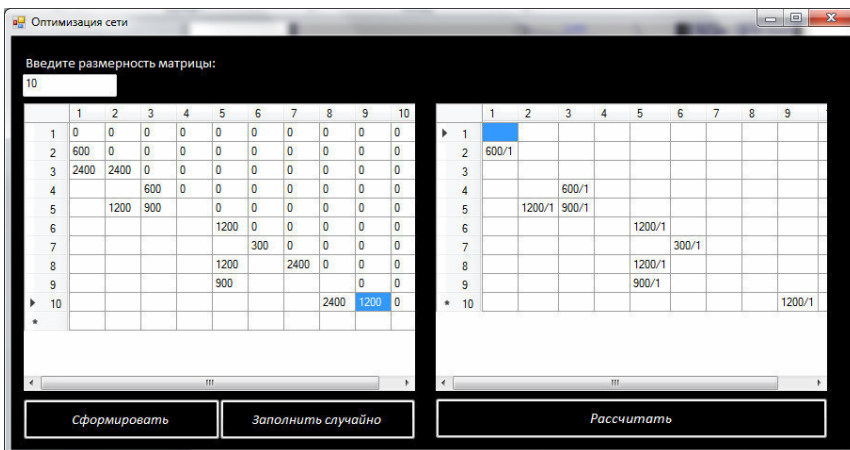 Оптимизация сети
Введите размерность матрицы:
10
1 2 3 4 5 6 7 8 9 10
1 0 0 0 0 0 0 0 0 0 0
2 600 0 0 0 0 0 0 0 0 0
3 2400 2400 0 0 0 0 0 0 0 0
4 600 0 0 0 0 0 0 0
5 1200 900 0 0 0 0 0 0
6 1200 0 0 0 0 0
7 300 0 0 0 0
8 1200 2400 0 0 0
9 900 0 0
10 2400 1200 0
*
1 2 3 4 5 6 7 8 9
1
2 600/1
3
4 600/1
5 1200/1 900/1
6 1200/1
7 300/1
8 1200/1
9 900/1
* 10 1200/1
Сформировать
Заполнить случайно
Рассчитать